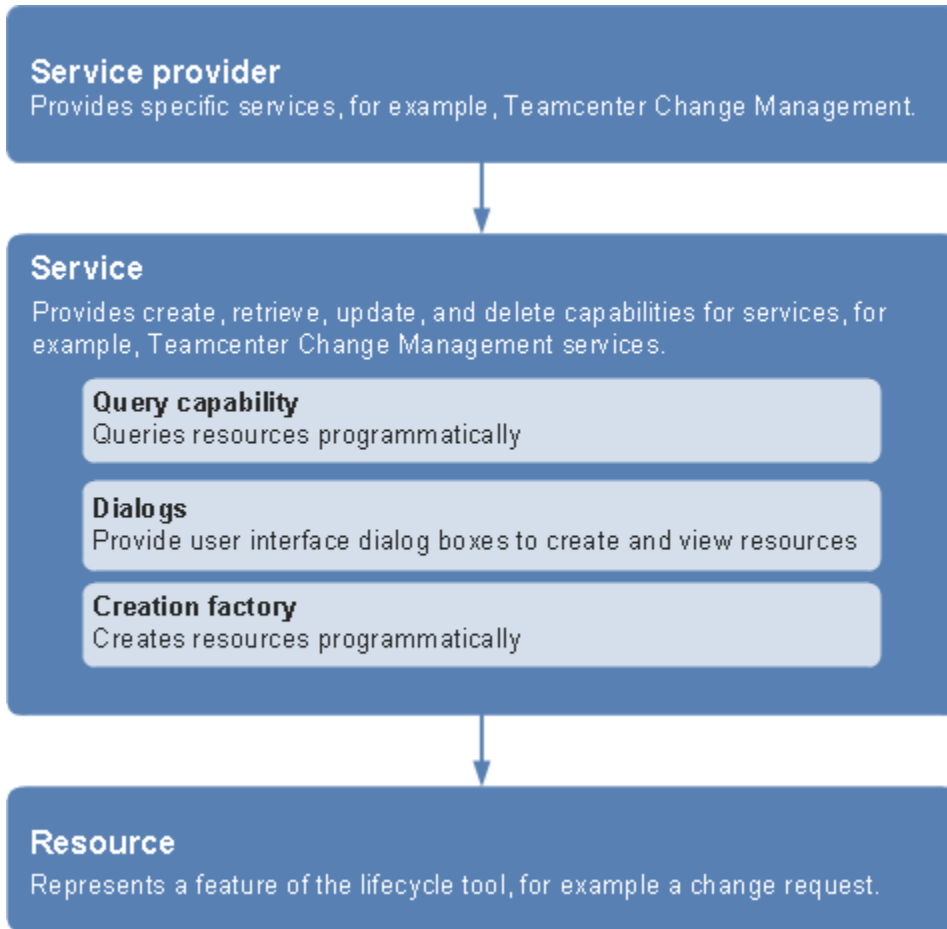 Service provider
Provides specific services, for example, Teamcenter Change Management.
Service
Provides create, retrieve, update, and delete capabilities for services, for
example, Teamcenter Change Management services.
Query capability
Queries resources programmatically
Dialogs
Provide user interface dialog boxes to create and view resources
Creation factory
Creates resources programmatically
Resource
Represents a feature of the lifecycle tool, for example a change request.